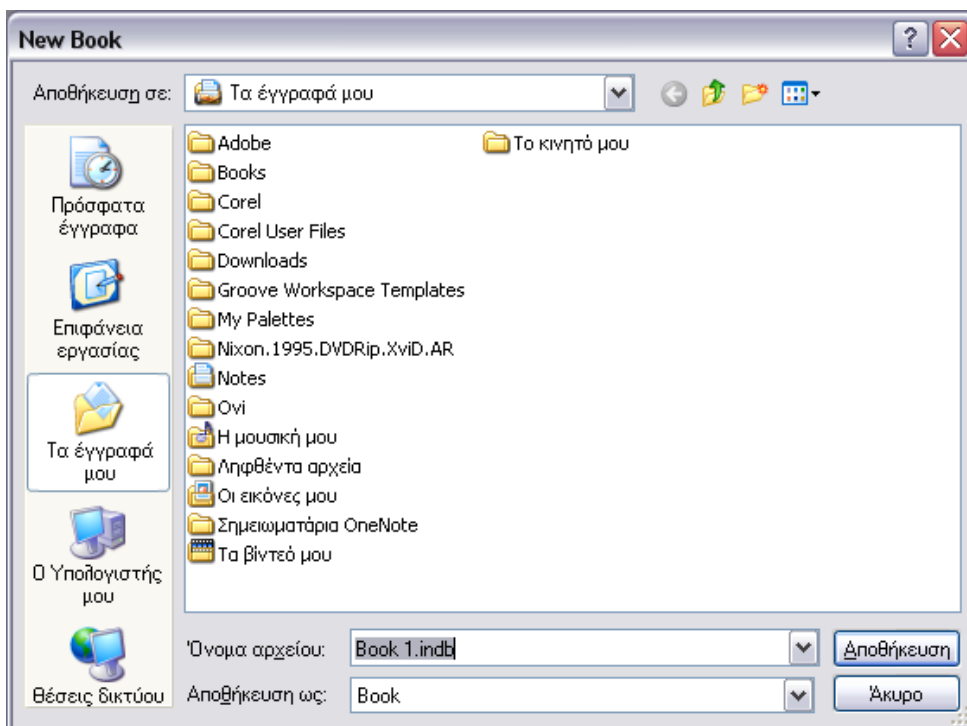 New Book
Αποθήκευση σε:
Τα έγγραφά μου
Πρόσφατα
έγγραφα
Επιφάνεια
εργασίας
Τα έγγραφά
μου
Ο Υπολογιστής
μου
Θέσεις δικτύου
Adobe
Books
Corel
Corel User Files
Downloads
Groove Workspace Templates
My Palettes
Nixon.1995.DVDRip.XviD.AR
Notes
Ovi
Η μουσική μου
Ληφθέντα αρχεία
Οι εικόνες μου
Σημειωματάρια OneNote
Τα βίντεό μου
Το κινητό μου
Όνομα αρχείου:
Book 1.indb
Αποθήκευση
Αποθήκευση ως:
Book
Άκυρο